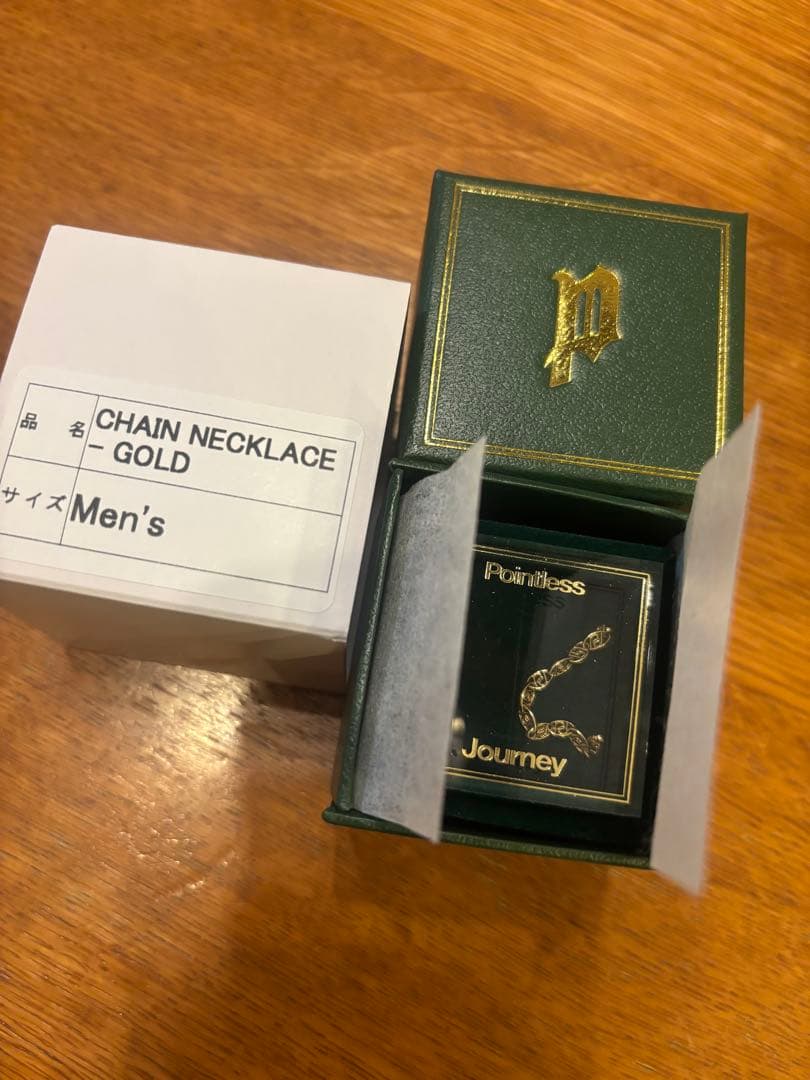 品 名 CHAIN NECKLACE
- GOLD
サイズ Men's
P
Pointless
Journey